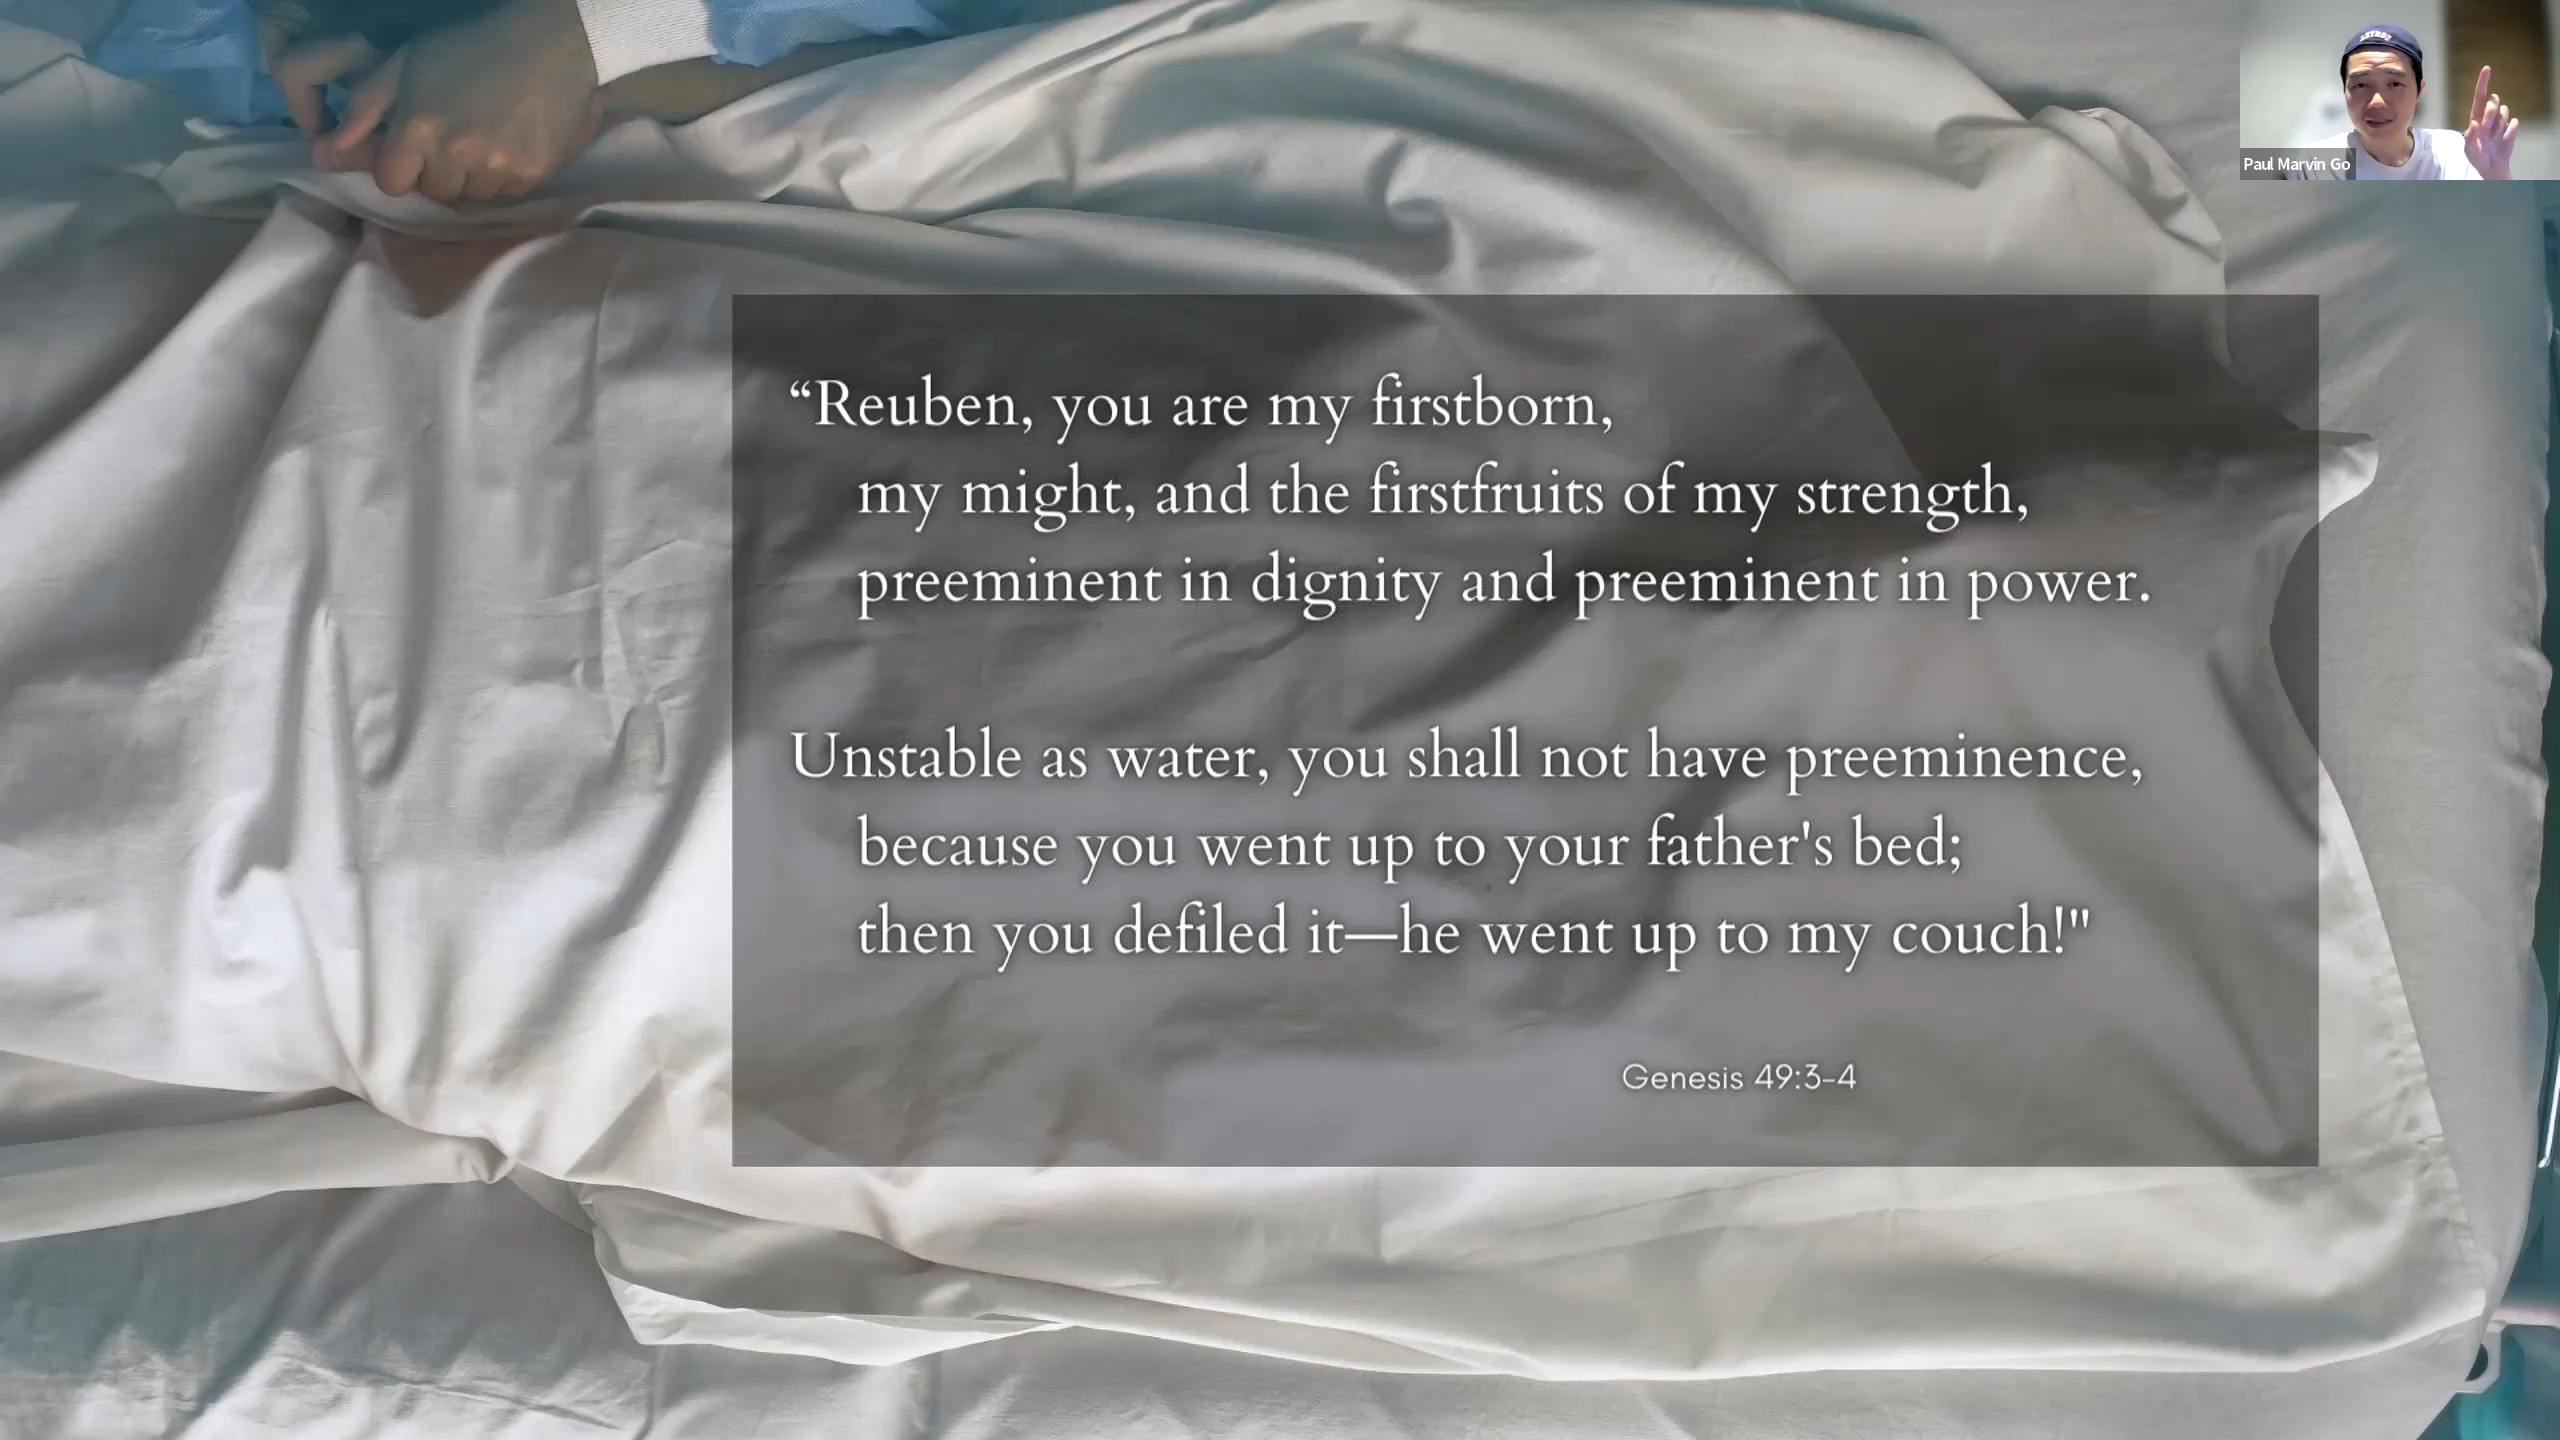 ASTROS
Paul Marvin Go
“Reuben, you are my firstborn,
my might, and the firstfruits of my strength,
preeminent in dignity and preeminent in power.
Unstable as water, you shall not have preeminence,
because you went up to your father's bed;
then you defiled it—he went up to my couch!"
Genesis 49:3-4